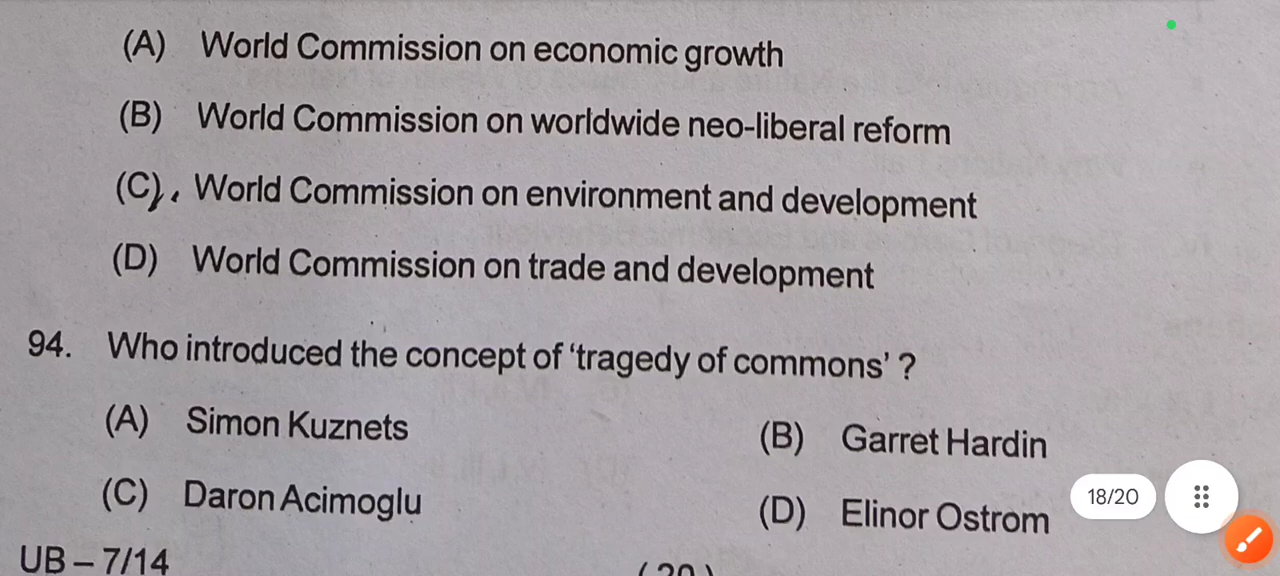 (A) World Commission on economic growth
(B) World Commission on worldwide neo-liberal reform
(C) World Commission on environment and development
(D) World Commission on trade and development
94. Who introduced the concept of ‘tragedy of commons’ ?
(A) Simon Kuznets (B) Garret Hardin
(C) Daron Acimoglu (D) Elinor Ostrom
18/20
UB – 7/14 ( 20 )